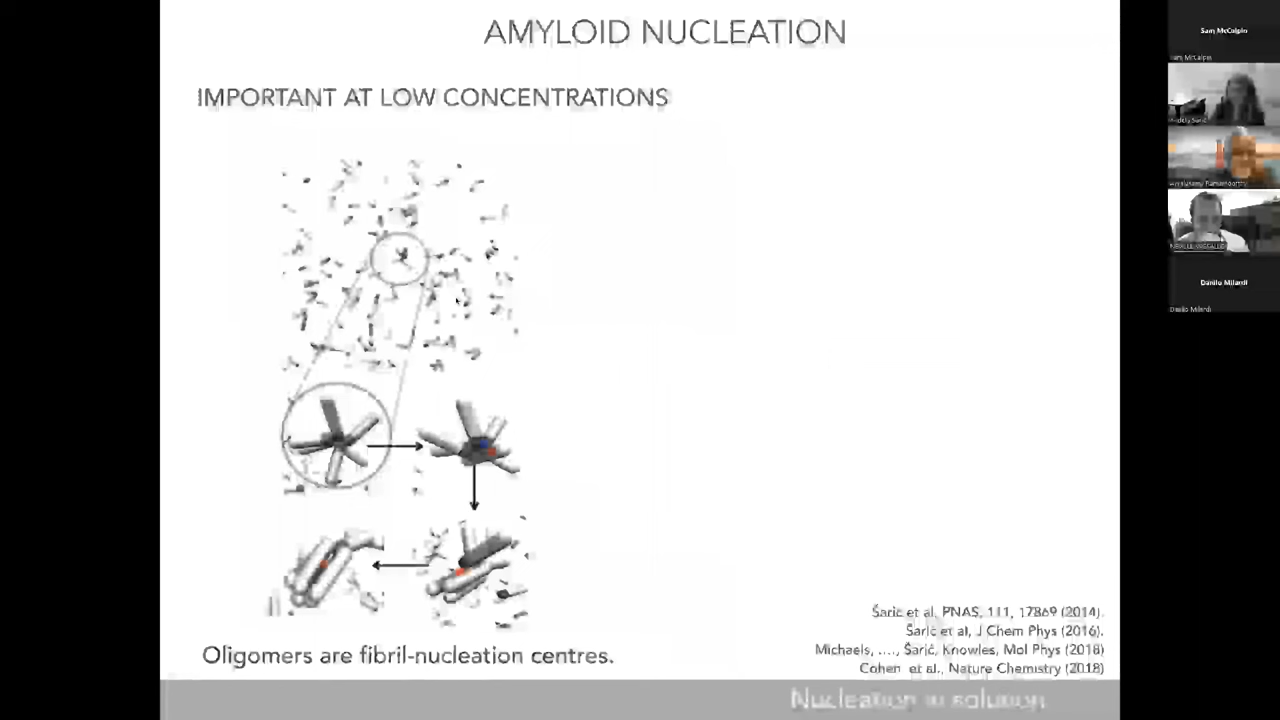 AMYLOID NUCLEATION
IMPORTANT AT LOW CONCENTRATIONS
Oligomers are fibril-nucleation centres.
Šarić et al, PNAS, 111, 17869 (2014).
Šarić et al, J Chem Phys (2016).
Michaels, ...., Šarić, Knowles, Mol Phys (2018)
Cohen et al., Nature Chemistry (2018)
Nucleation in solution
Sam McCalpin
Sam McCalpin
Danilo Milardi
Danilo Milardi